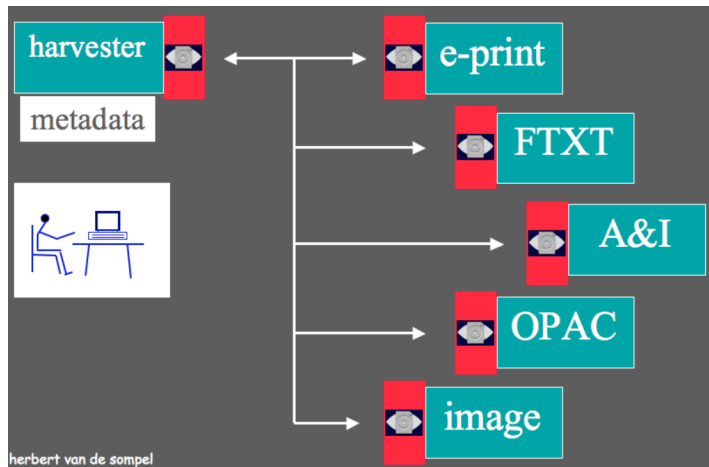 harvester
metadata
e-print
FTXT
A&I
OPAC
image
herbert van de sompel